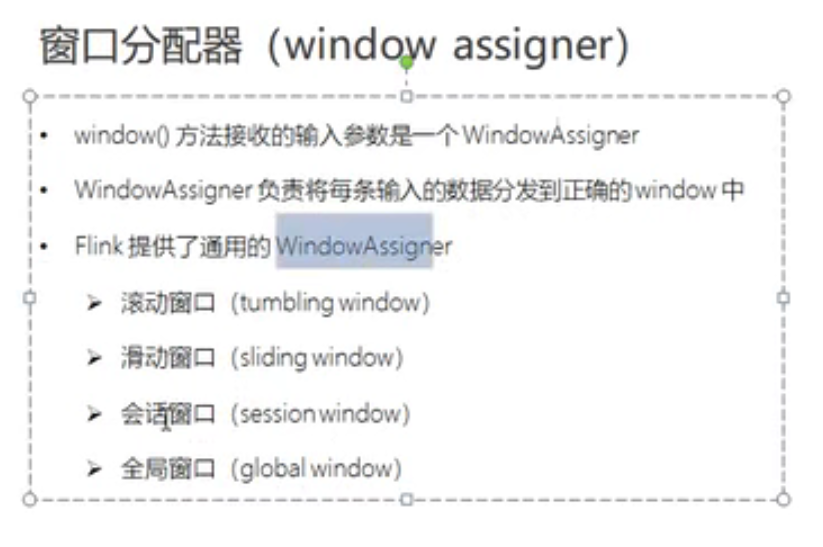 窗口分配器（window assigner）
• window() 方法接收的输入参数是一个 WindowAssigner
• WindowAssigner 负责将每条输入的数据分发到正确的 window 中
• Flink 提供了通用的 WindowAssigner
➢ 滚动窗口（tumbling window）
➢ 滑动窗口（sliding window）
➢ 会话窗口（session window）
➢ 全局窗口（global window）